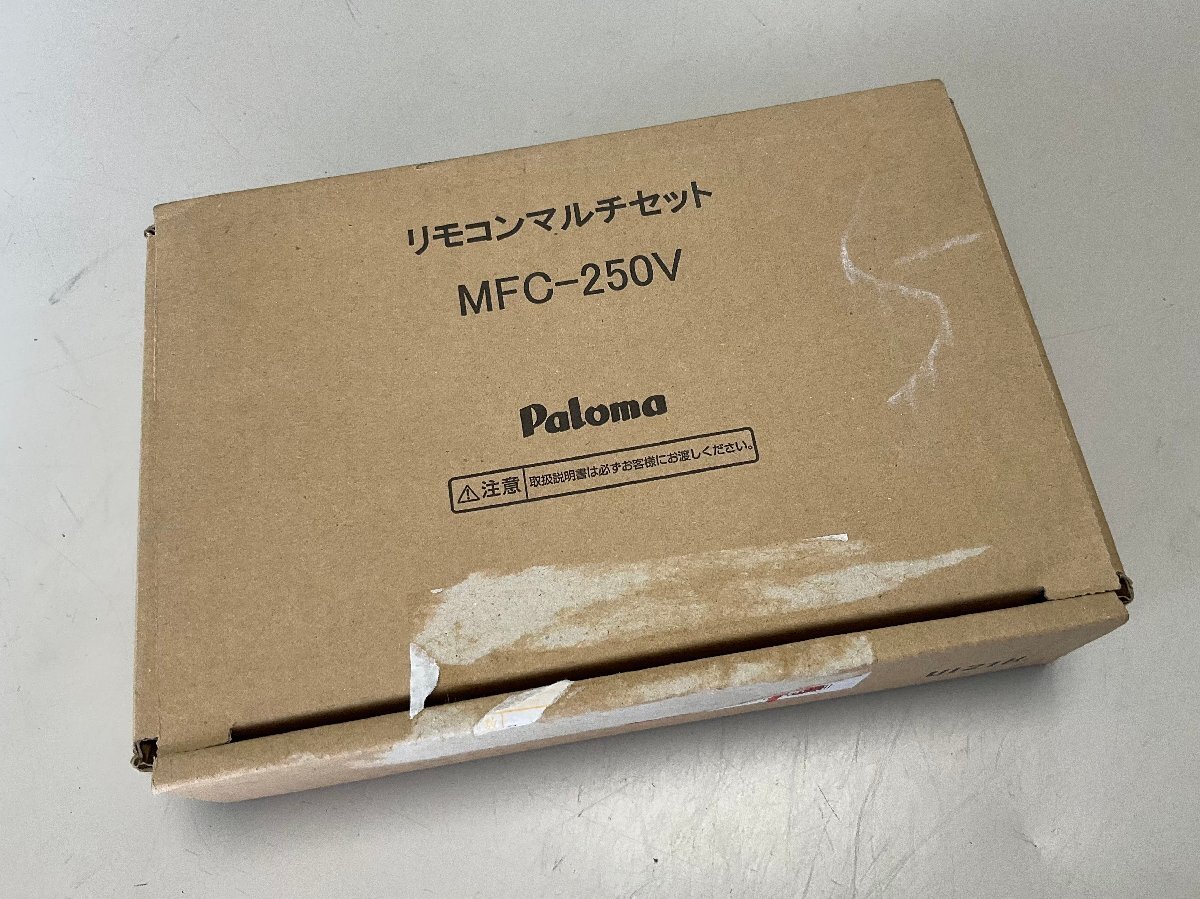 リモコンマルチセット
MFC-250V
Paloma
注意 取扱説明書は必ずお客様にお渡しください。